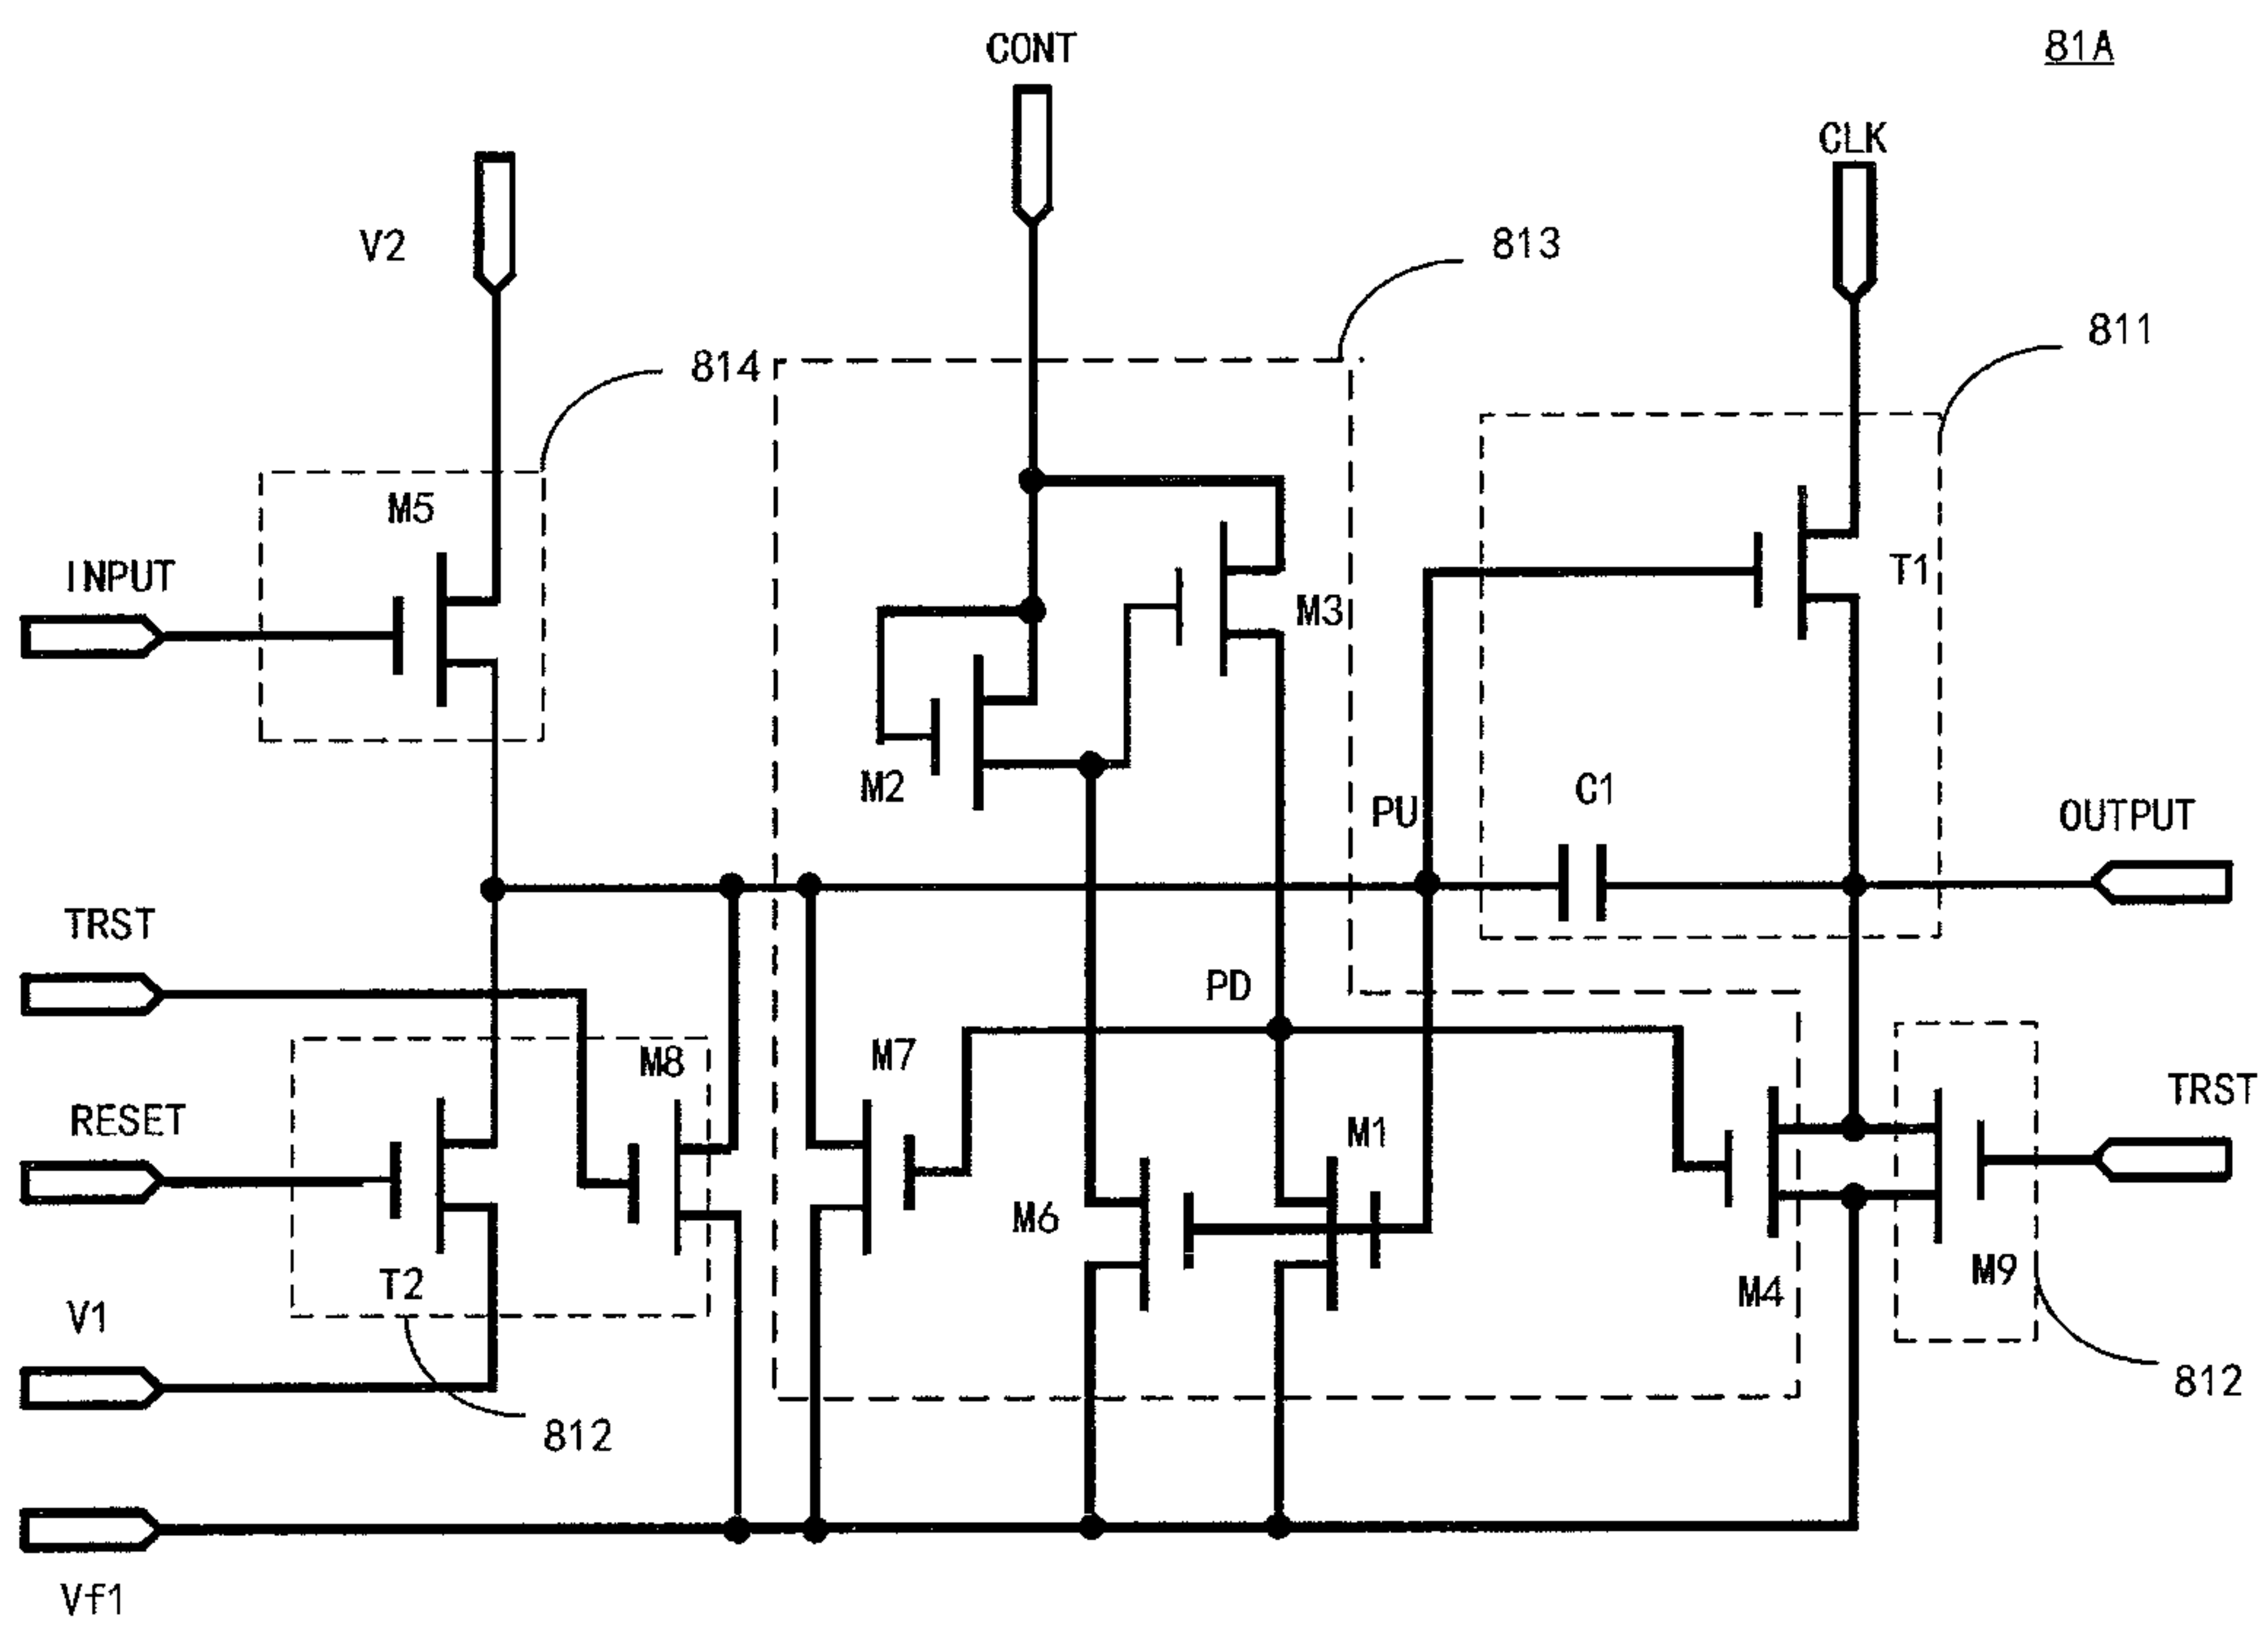 CONT
81A
CLK
V2
813
811
814
M5
INPUT
T1
M3
M2
C1
PU
OUTPUT
TRST
PD
M7
M8
RESET
TRST
M1
M6
T2
M9
M4
V1
812
812
Vf1